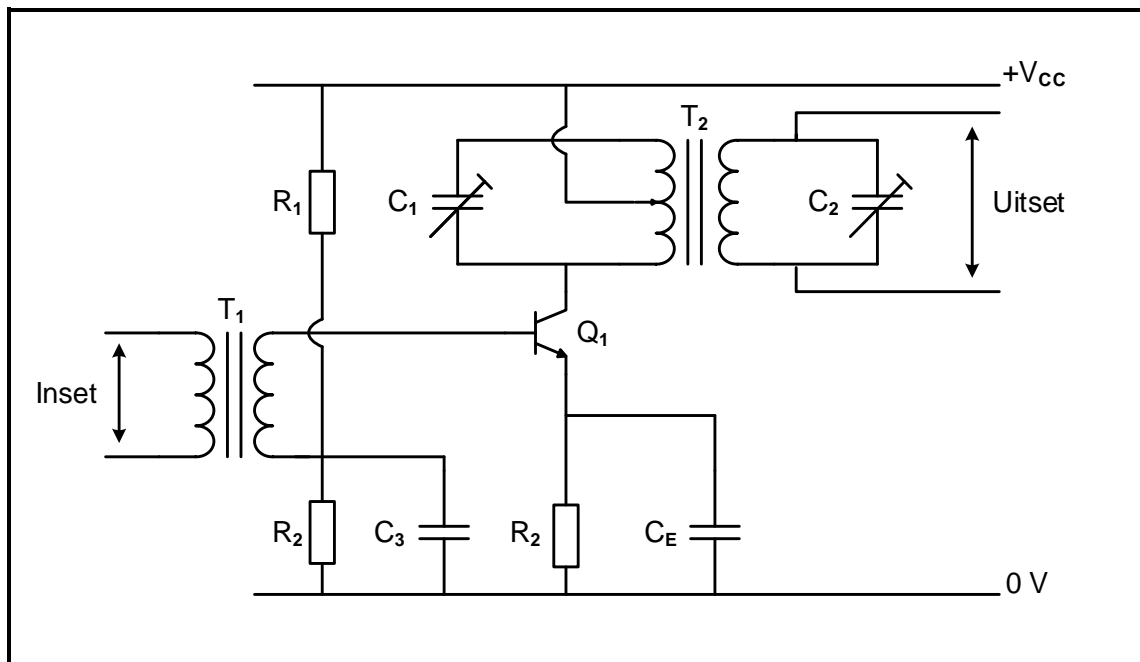 +VCC
T2
R1
C1
C2
Uitset
T1
Q1
Inset
R2
C3
R2
CE
0 V